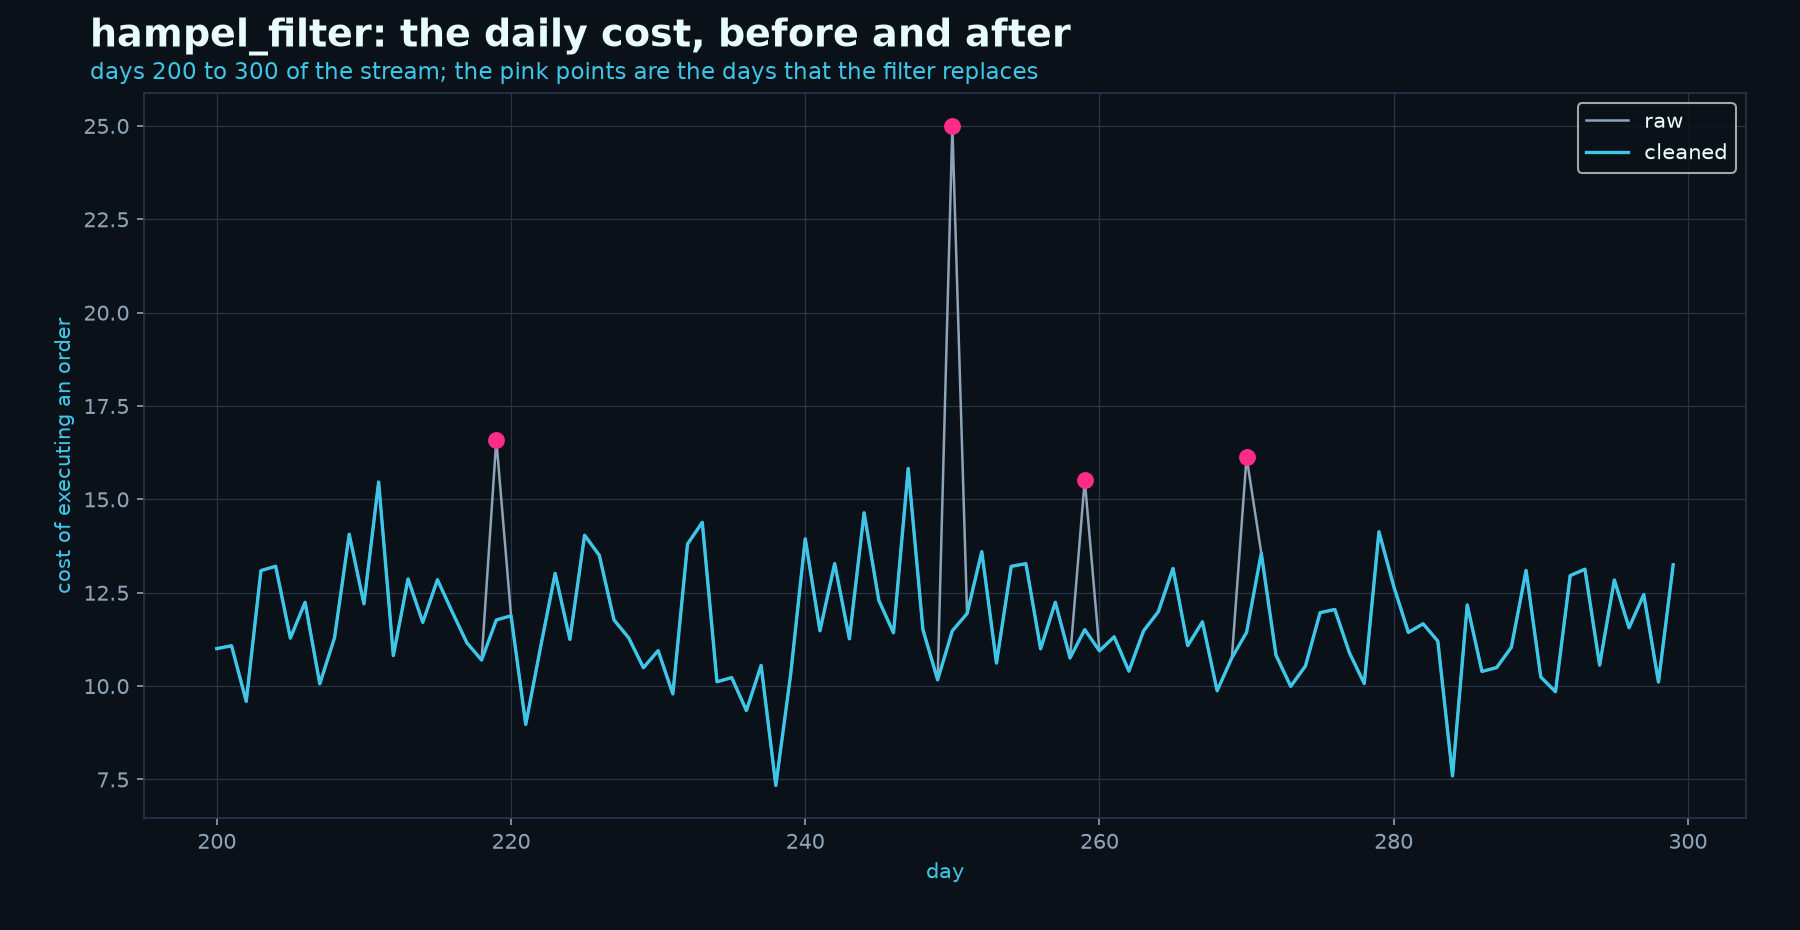 hampel_filter: the daily cost, before and after
days 200 to 300 of the stream; the pink points are the days that the filter replaces
raw
cleaned
cost of executing an order
25.0
22.5
20.0
17.5
15.0
12.5
10.0
7.5
200
220
240
260
280
300
day